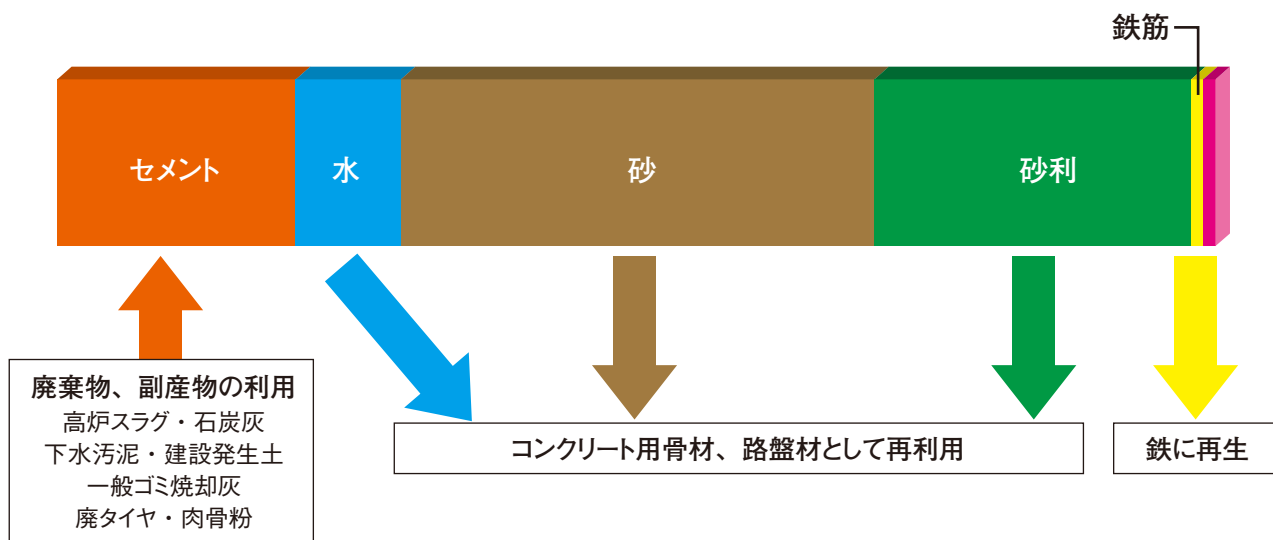 鉄筋
セメント
水
砂
砂利
廃棄物、副産物の利用
高炉スラグ・石炭灰
下水汚泥・建設発生土
一般ゴミ焼却灰
廃タイヤ・肉骨粉
コンクリート用骨材、路盤材として再利用
鉄に再生